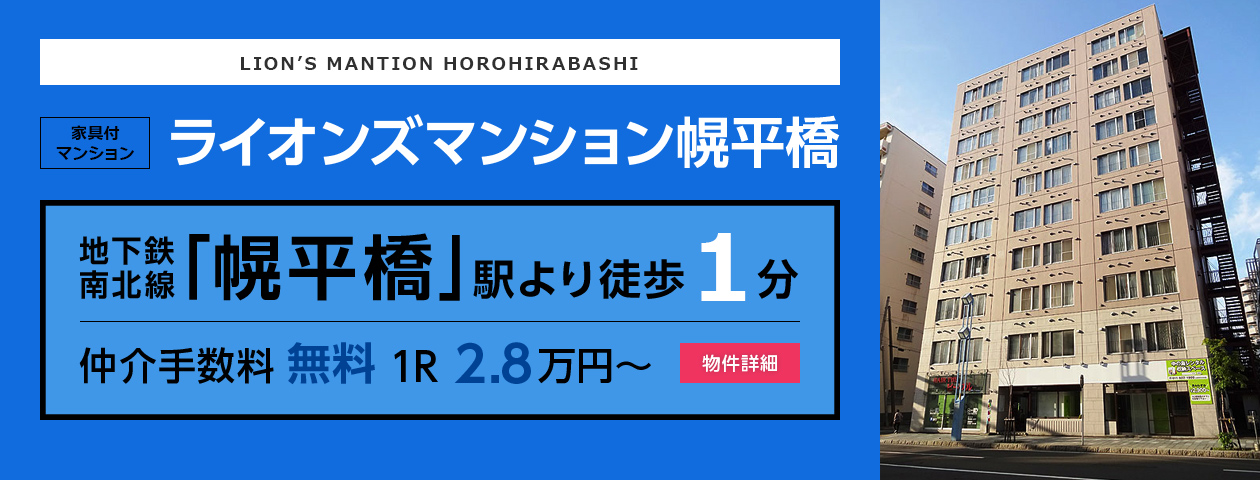 LION'S MANTION HOROHIRABASHI
家具付
マンション
ライオンズマンション幌平橋
地下鉄
南北線
「幌平橋」駅より徒歩 1 分
仲介手数料 無料 1R 2.8万円～
物件詳細